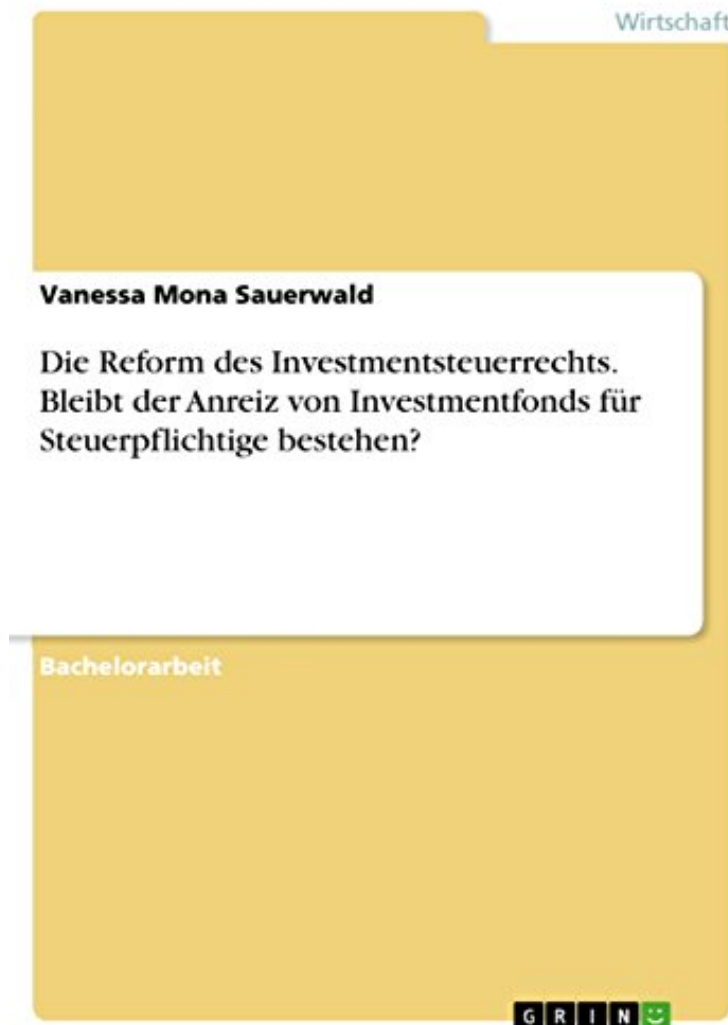 Wirtschaft
Vanessa Mona Sauerwald
Die Reform des Investmentsteuerrechts.
Bleibt der Anreiz von Investmentfonds für
Steuerpflichtige bestehen?
Bachelorarbeit
GRIN